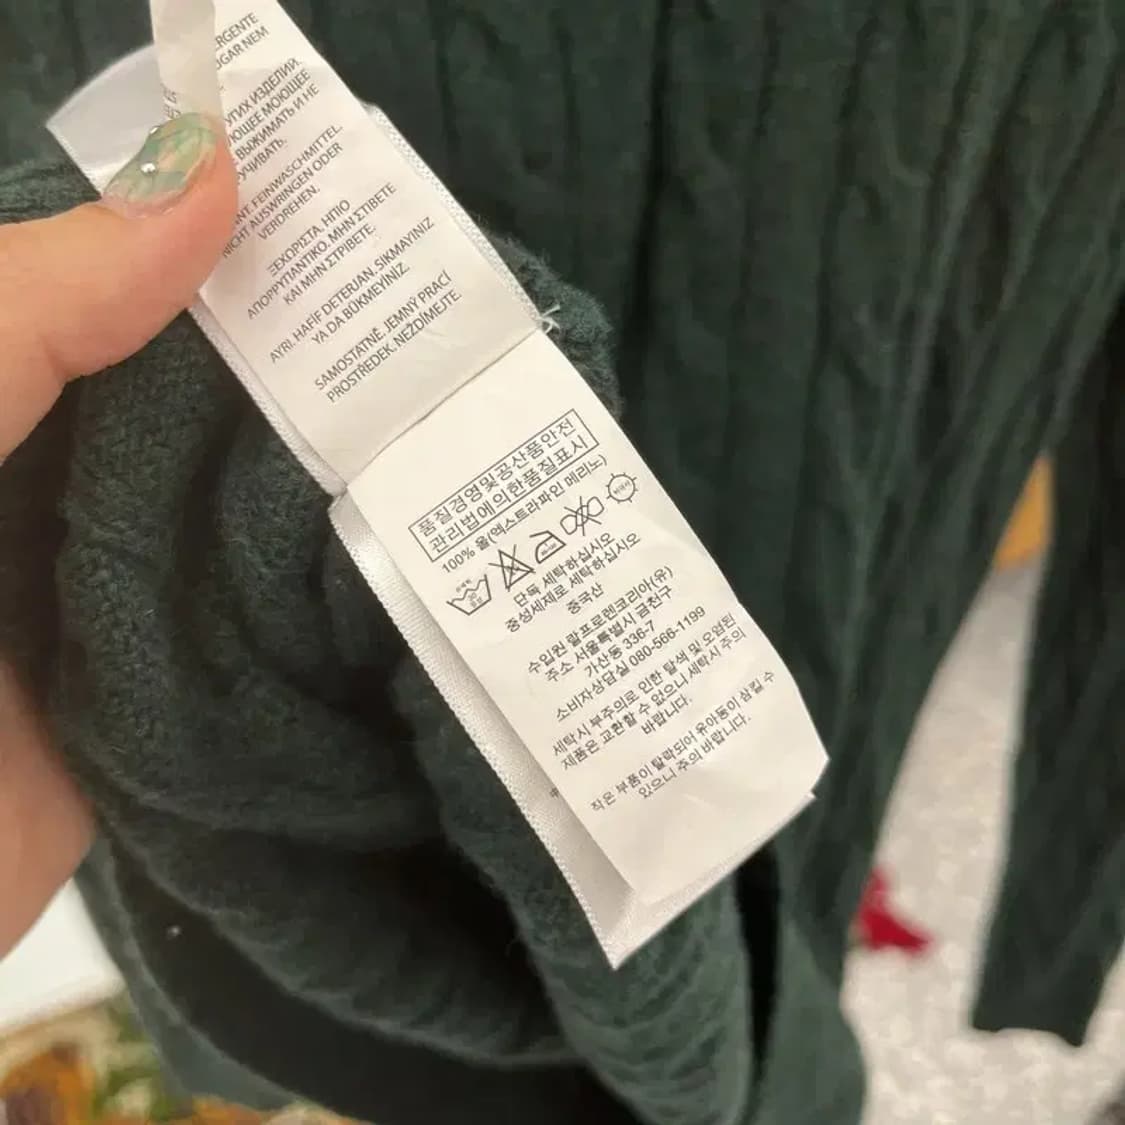 UGAR NEM
ВЫЖИМАТЬ И НЕ
FEINWASCHMITTEL.
NICHT AUSWRINGEN ODER
VERDREHEN.
ΞΕΧΩΡΙΣΤΑ, ΗΠΙΟ
ΑΠΟΡΡΥΠΑΝΤΙΚΟ. ΜΗΝ ΣΤΙΒΕΤΕ
ΚΑΙ ΜΗΝ ΣΤΡΙΒΕΤΕ.
AYRI. HAFİF DETERJAN. SIKMAYINIZ
YA DA BÜKMEYİNİZ
SAMOSTATNĚ. JEMNÝ PRACÍ
PROSTŘEDEK. NEŽDÍMEJTE.
품질경영및공산품안전
관리법에의한품질표시
100% 울(엑스트라파인 메리노)
단독 세탁하십시오
중성세제로 세탁하십시오
중국산
수입원 랄프로렌코리아(유)
주소 서울특별시 금천구
가산동 336-7
소비자상담실 080-566-1199
세탁시 부주의로 인한 탈색 및 오염된
제품은 교환할 수 없으니 세탁시 주의
바랍니다.
작은 부품이 탈락되어 유아동이 삼킬 수
있으니 주의 바랍니다.